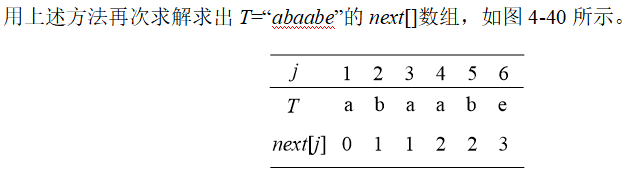 用上述方法再次求解求出 T=“abaabe”的 next[]数组，如图 4-40 所示。
j 1 2 3 4 5 6
T a b a a b e
next[j] 0 1 1 2 2 3